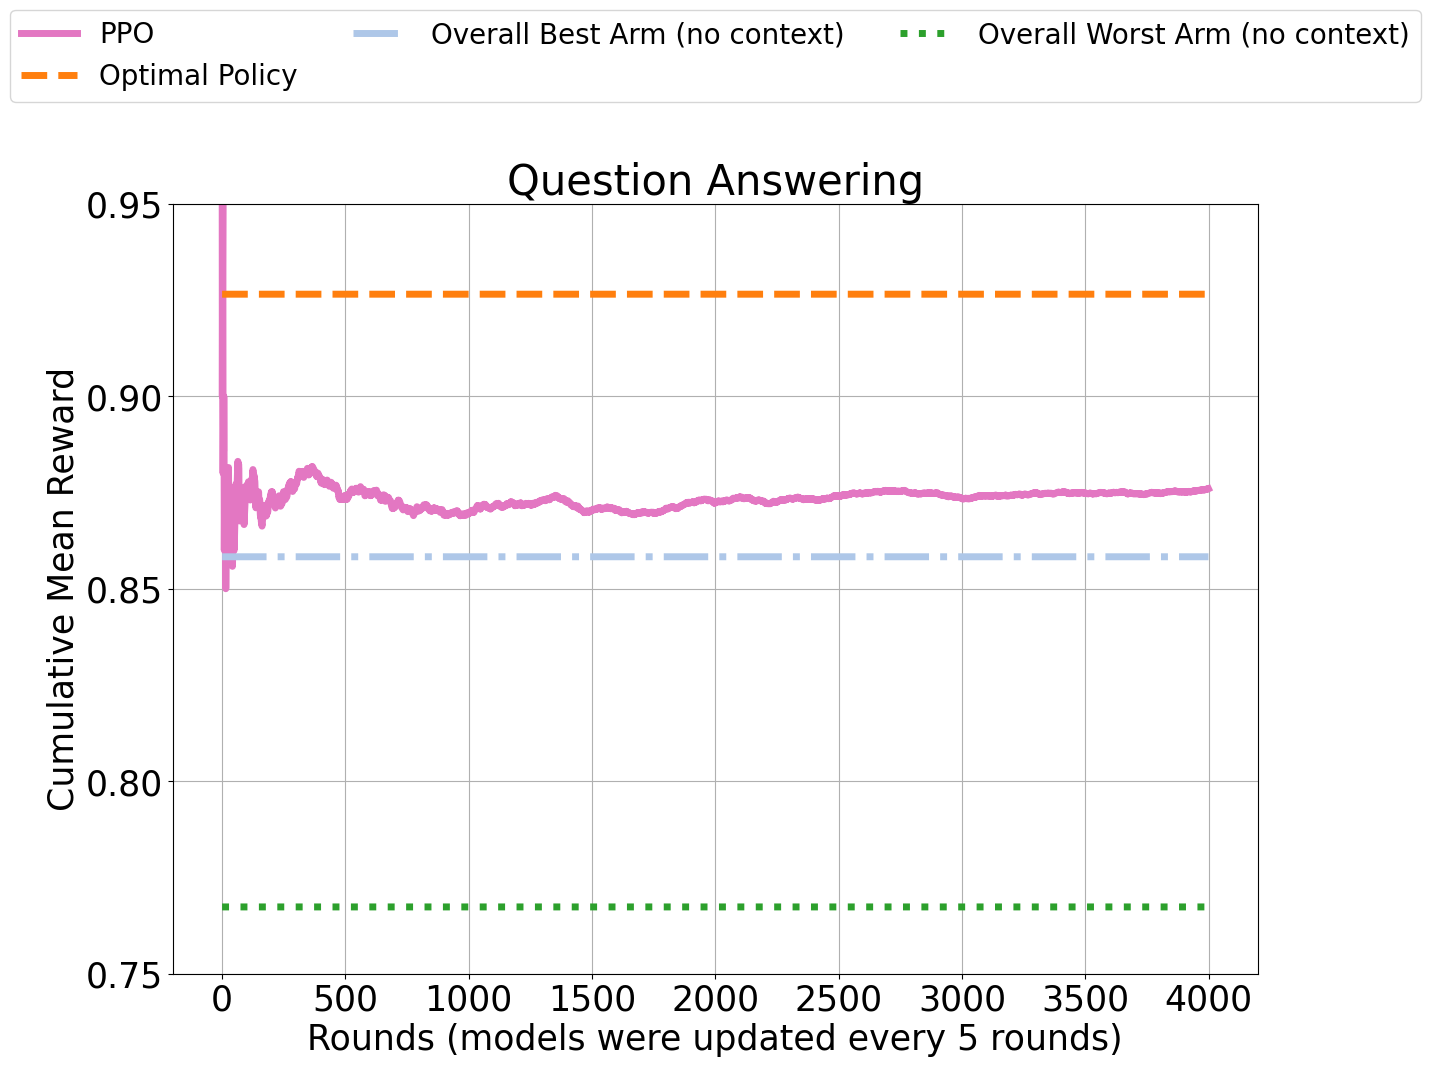 PPO
Optimal Policy
Overall Best Arm (no context)
Overall Worst Arm (no context)
Question Answering
Cumulative Mean Reward
0.95
0.90
0.85
0.80
0.75
0 500 1000 1500 2000 2500 3000 3500 4000
Rounds (models were updated every 5 rounds)